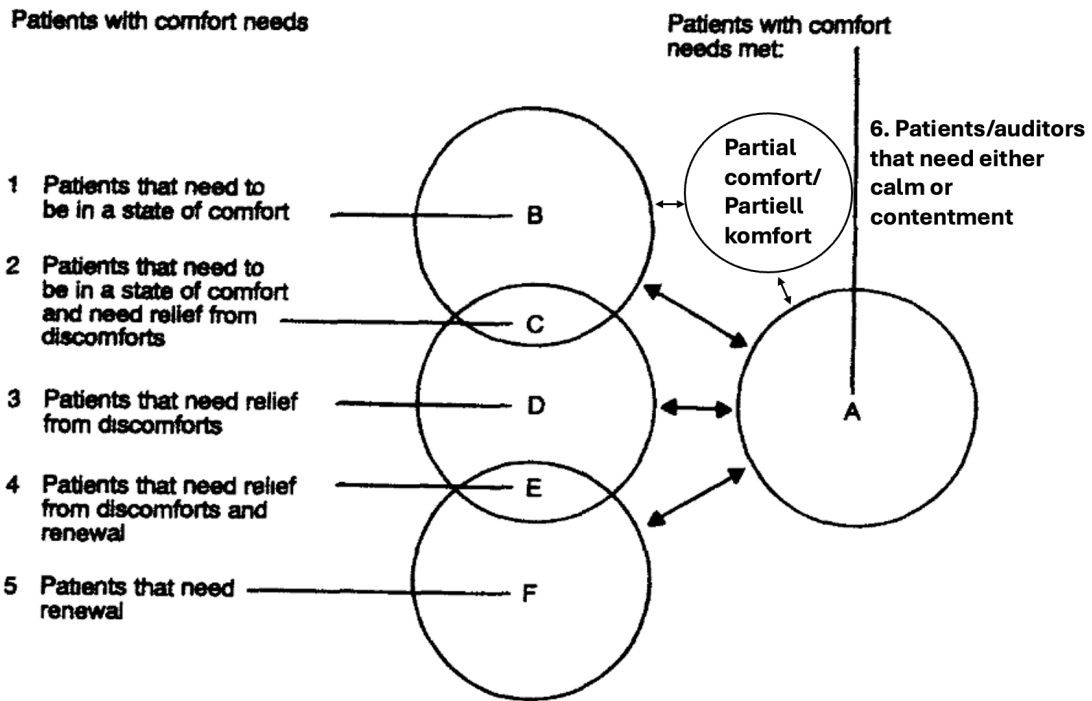 Patients with comfort needs
Patients with comfort
needs met:
1 Patients that need to
be in a state of comfort
2 Patients that need to
be in a state of comfort
and need relief from
discomforts
3 Patients that need relief
from discomforts
4 Patients that need relief
from discomforts and
renewal
5 Patients that need
renewal
B
C
D
E
F
Partial
comfort/
Partiell
komfort
6. Patients/auditors
that need either
calm or
contentment
A